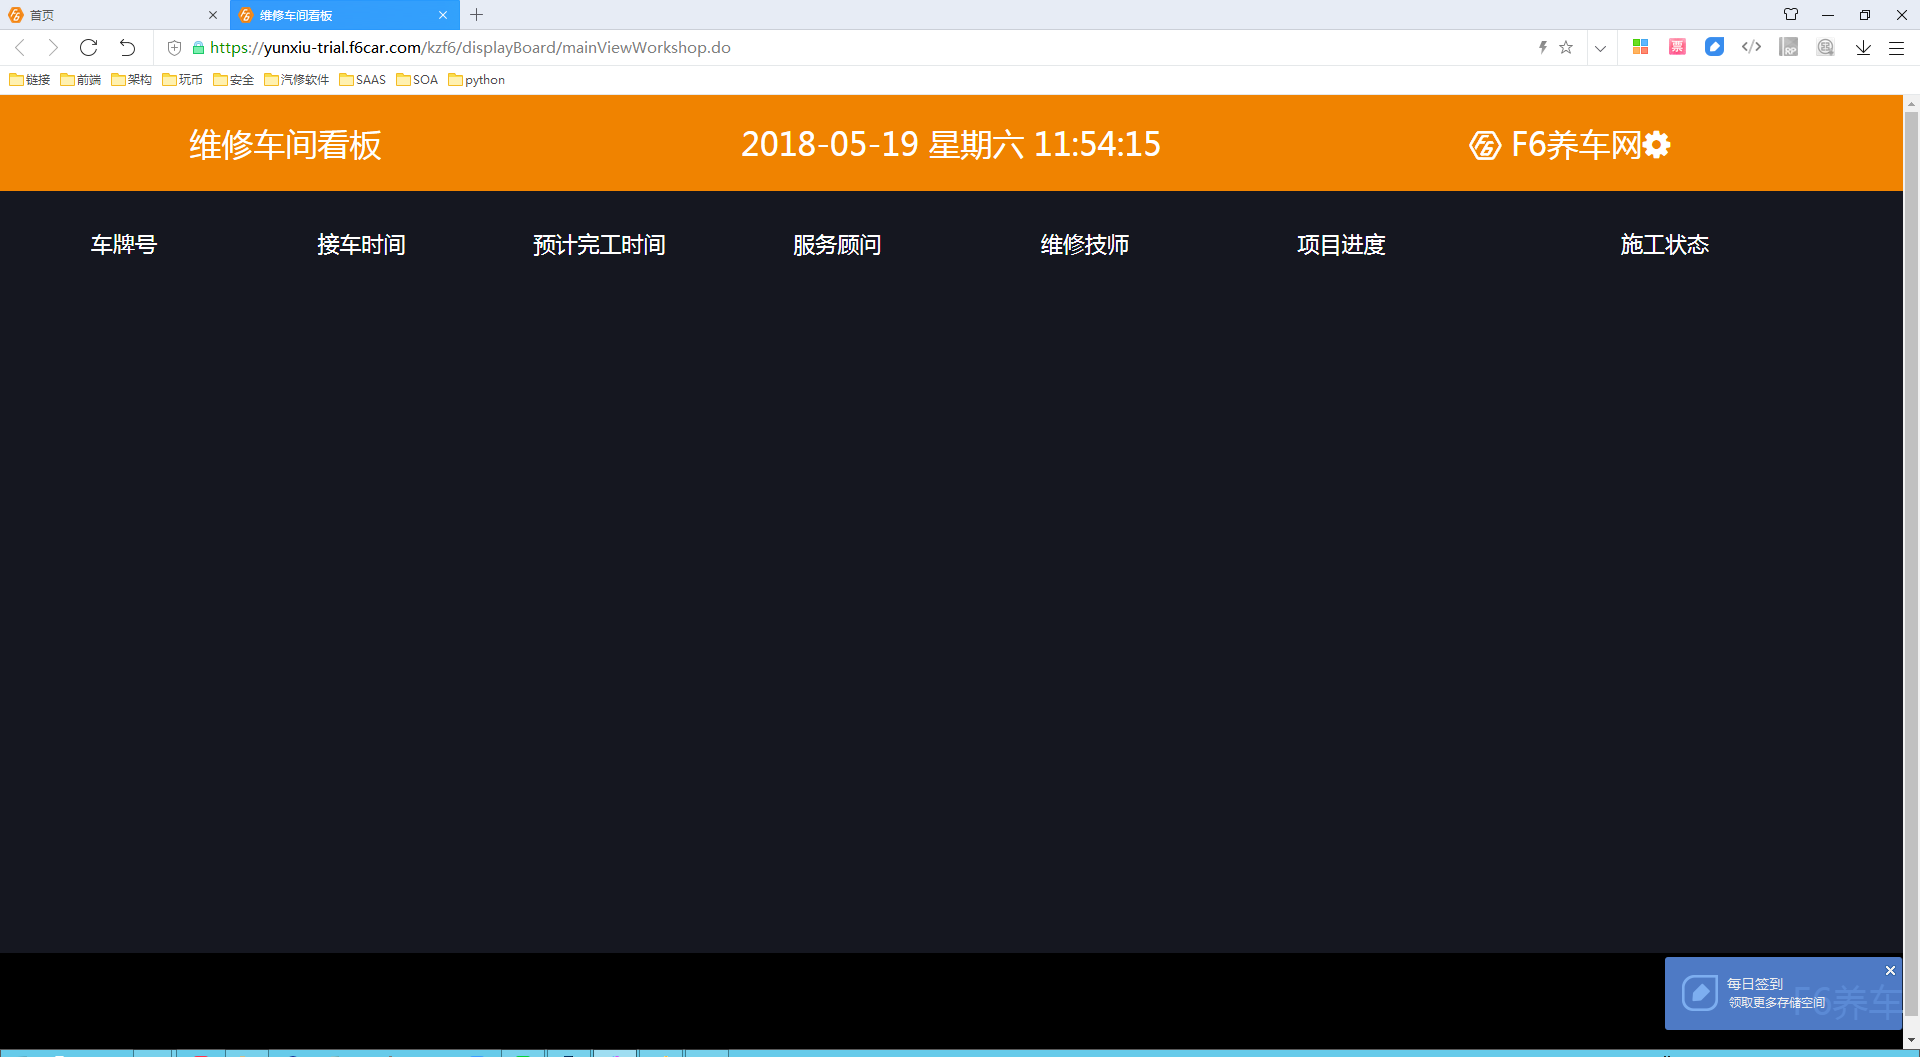 首页
维修车间看板
https://yunxiu-trial.f6car.com/kzf6/displayBoard/mainViewWorkshop.do
票
RP
链接 前端 架构 玩币 安全 汽修软件 SAAS SOA python
维修车间看板 2018-05-19 星期六 11:54:15 F6养车网
车牌号 接车时间 预计完工时间 服务顾问 维修技师 项目进度 施工状态
每日签到
领取更多存储空间
F6养车